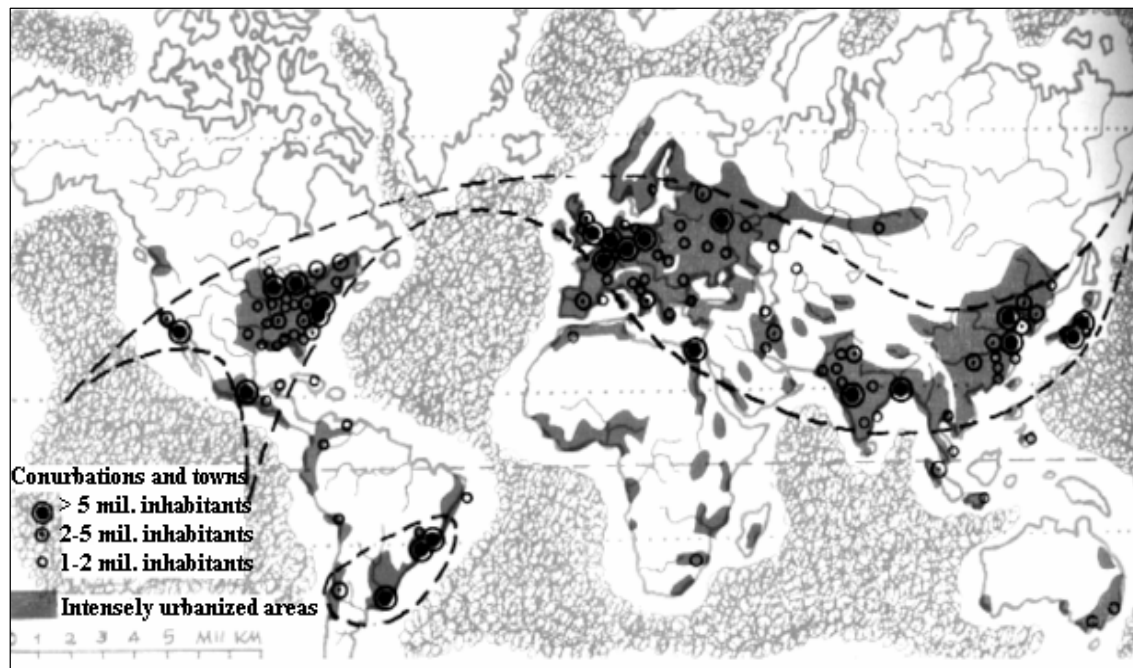 Conurbations and towns
> 5 mil. inhabitants
2-5 mil. inhabitants
1-2 mil. inhabitants
Intensely urbanized areas
0 1 2 3 4 5 MIL KM